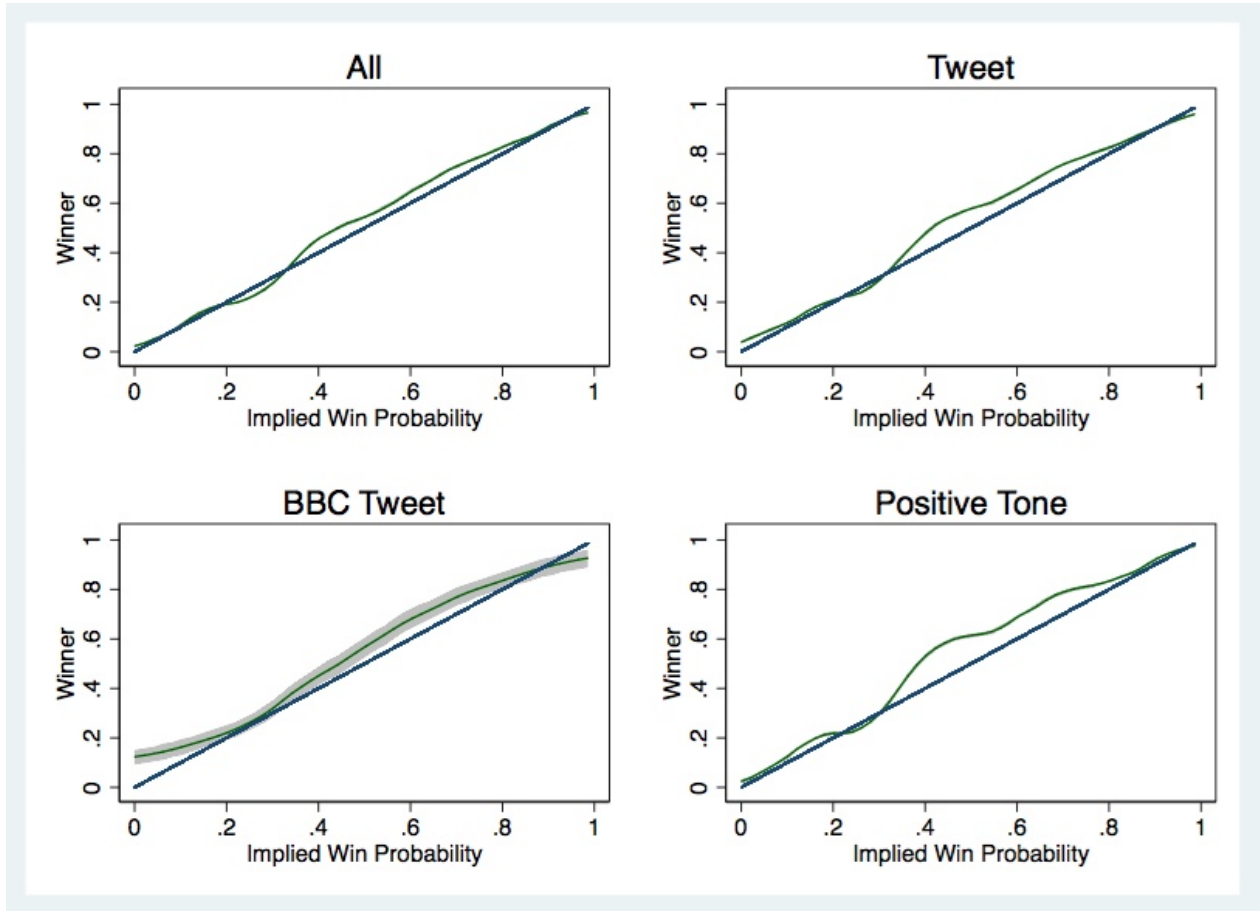 All
Winner
1
.8
.6
.4
.2
0
0 .2 .4 .6 .8 1
Implied Win Probability
Tweet
Winner
1
.8
.6
.4
.2
0
0 .2 .4 .6 .8 1
Implied Win Probability
BBC Tweet
Winner
1
.8
.6
.4
.2
0
0 .2 .4 .6 .8 1
Implied Win Probability
Positive Tone
Winner
1
.8
.6
.4
.2
0
0 .2 .4 .6 .8 1
Implied Win Probability